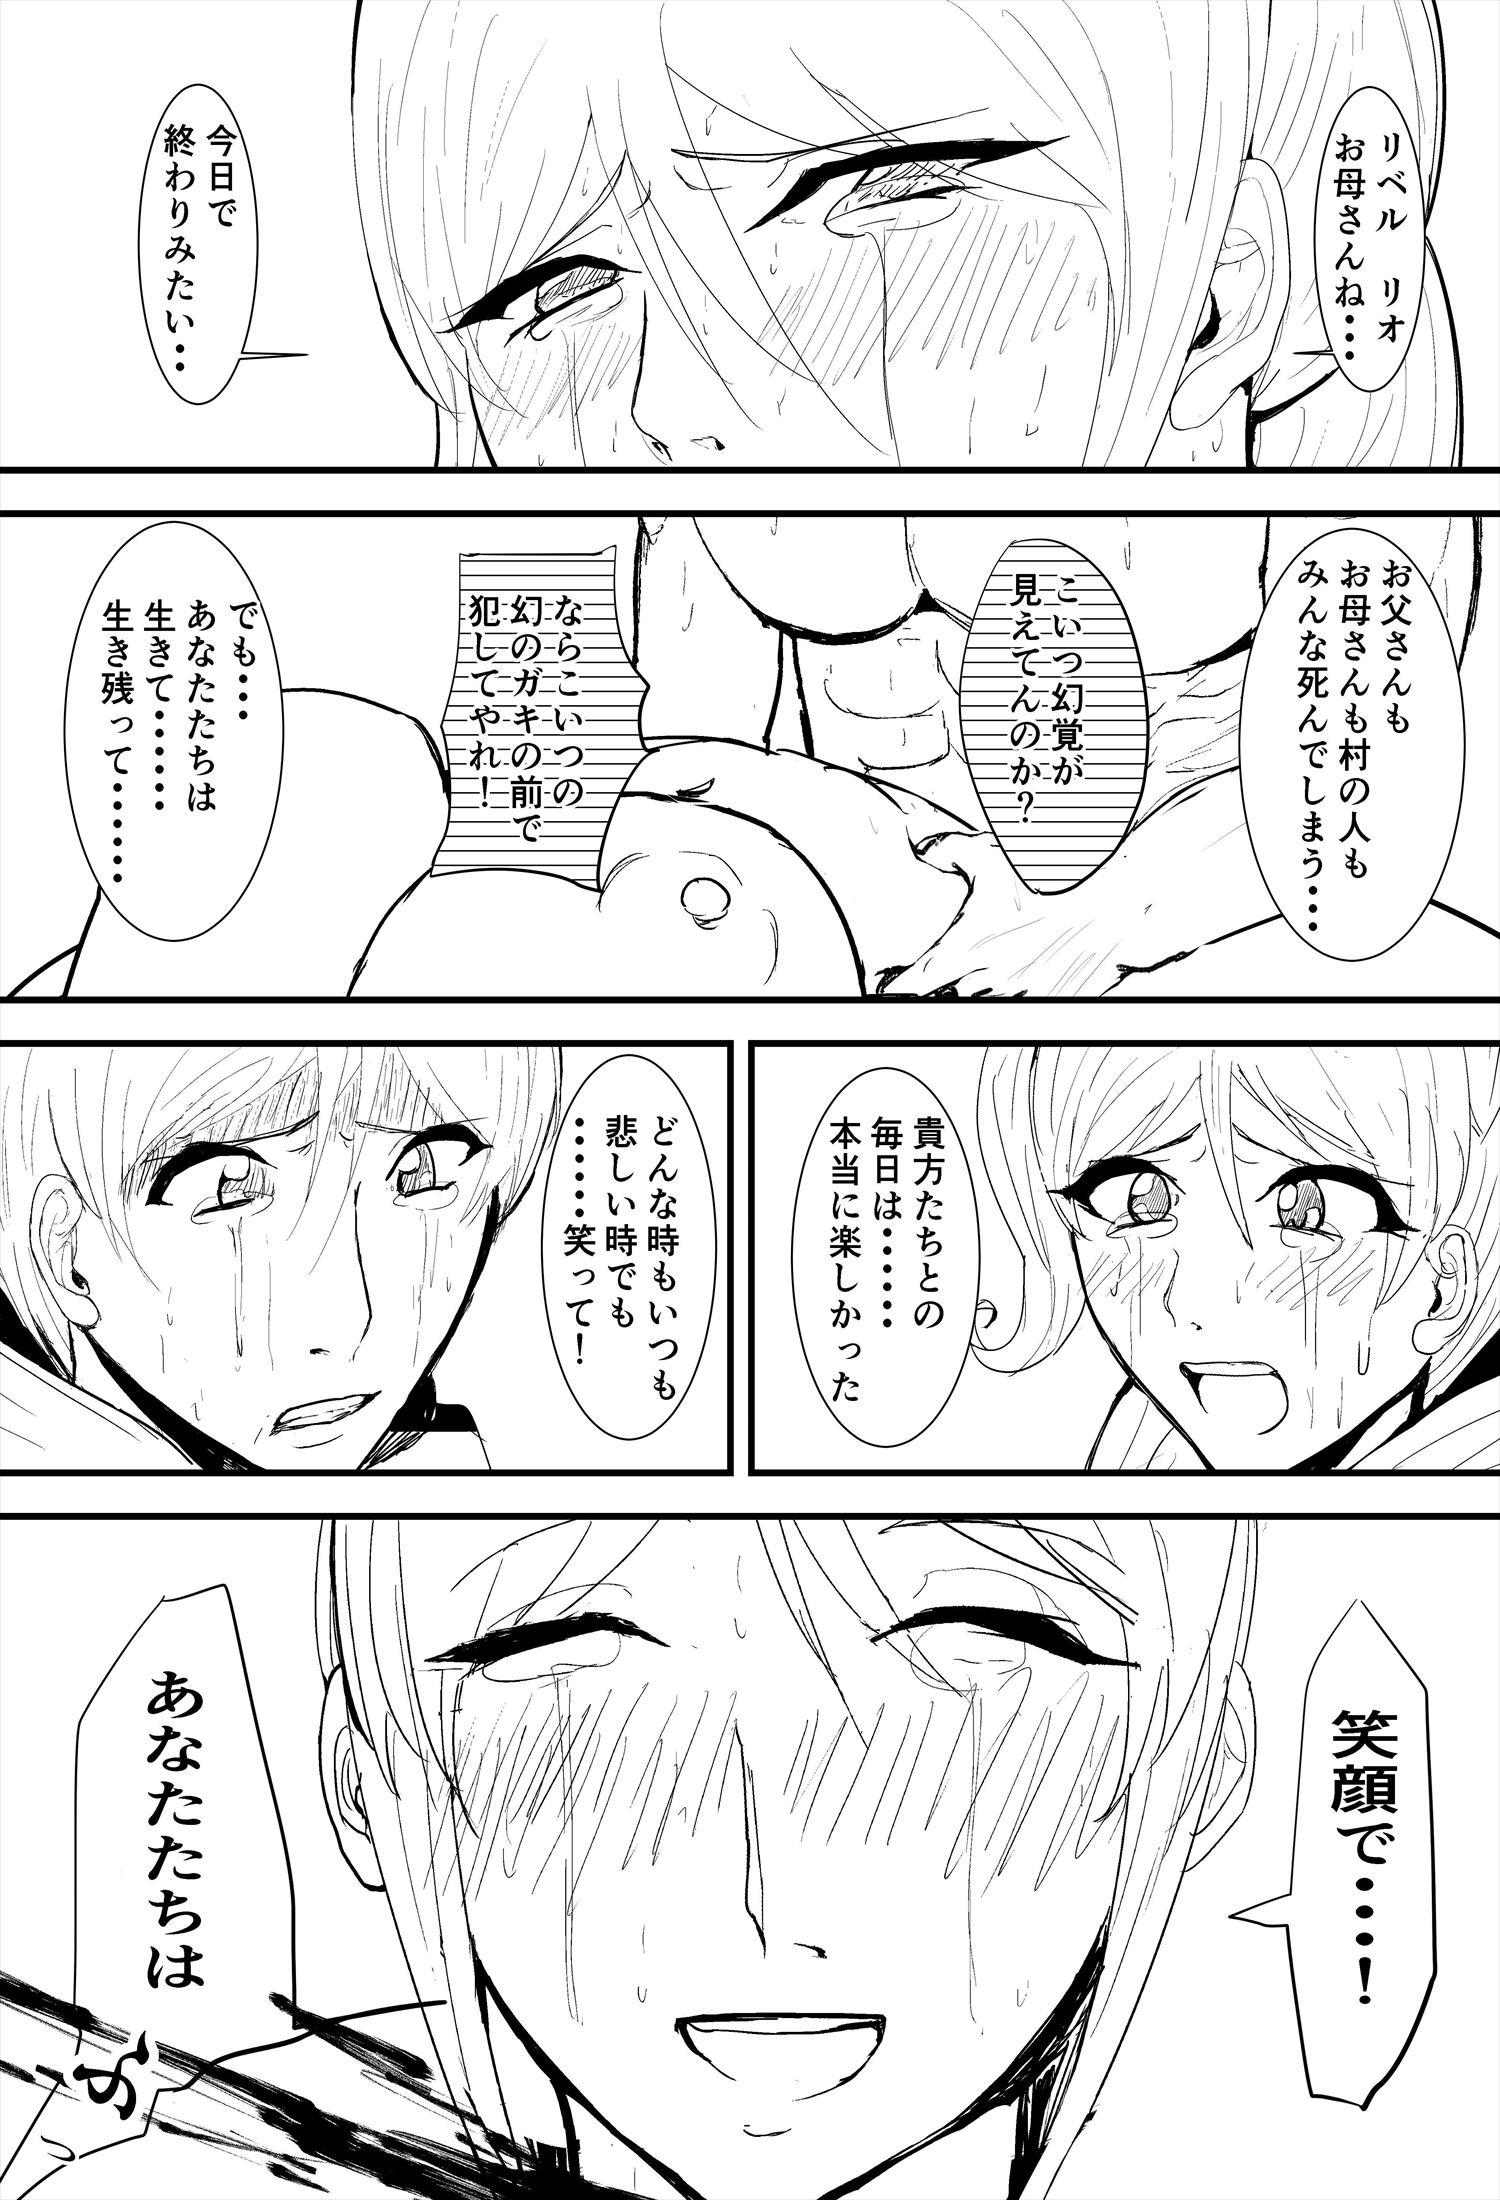 リベル　リオ
お母さんね・・・
今日で
終わりみたい・・・
お父さんも
お母さんも村の人も
みんな死んでしまう・・・
こいつ幻覚が
見えてんのか？
ならこいつの
幻のガキの前で
犯してやれ！
でも・・・
あなたたちは
生きて・・・・・・
生き残って・・・・・・・
貴方たちとの
毎日は・・・・・・
本当に楽しかった
どんな時もいつも
悲しい時でも
・・・・・・笑って！
笑顔で・・・・！
あなたたちは
が
っ